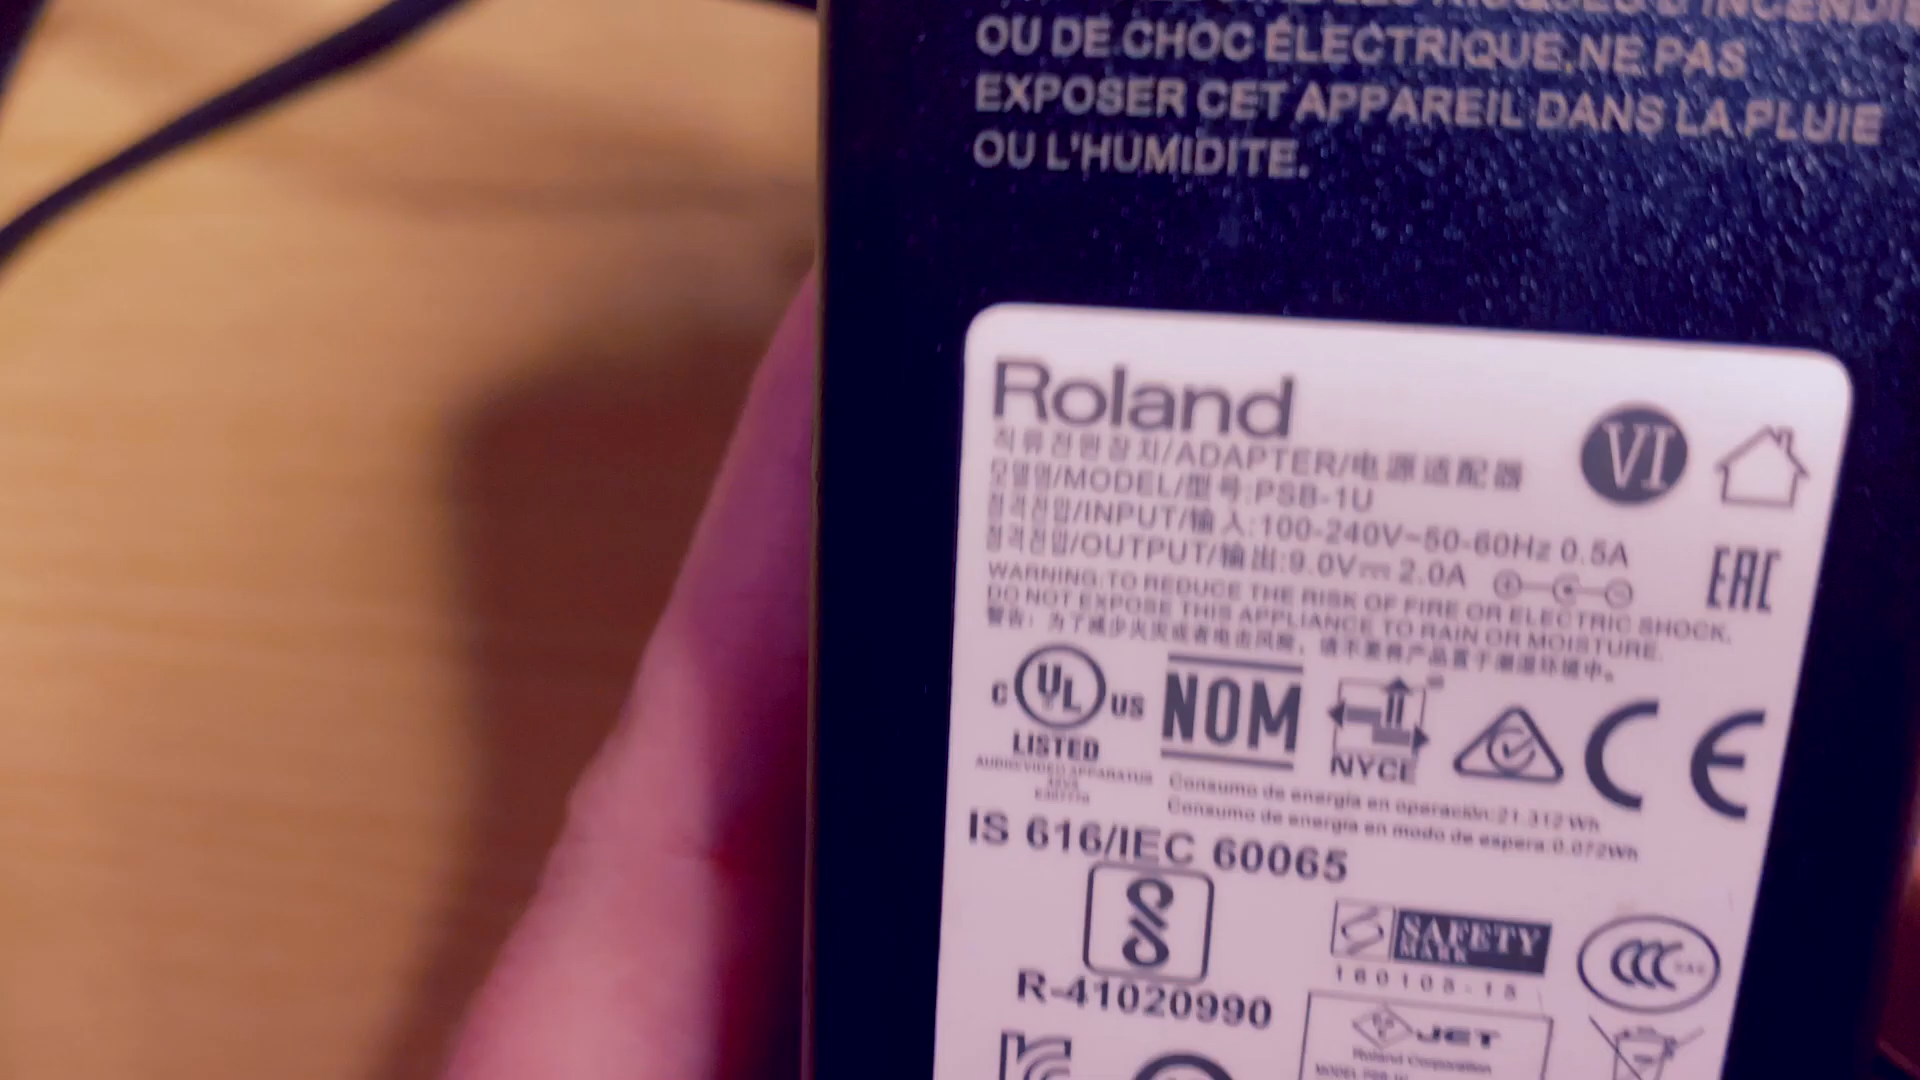 D'INCENDIE
OU DE CHOC ÉLECTRIQUE,NE PAS
EXPOSER CET APPAREIL DANS LA PLUIE
OU L'HUMIDITE.
Roland
직류전원장치/ADAPTER/电源适配器
모델명/MODEL/型号:PSB-1U
정격전압/INPUT/输入:100-240V~50-60Hz 0.5A
정격전압/OUTPUT/输出:9.0V⎓2.0A
VI
WARNING:TO REDUCE THE RISK OF FIRE OR ELECTRIC SHOCK,
DO NOT EXPOSE THIS APPLIANCE TO RAIN OR MOISTURE.
警告：为了减少火灾或者电击风险，请不要将产品置于潮湿环境中。
EAC
C UL US
LISTED
AUDIO/VIDEO APPARATUS
NOM
NYCE
CE
Consumo de energía en operación:21.312 Wh
Consumo de energía en modo de espera:0.072Wh
IS 616/IEC 60065
R-41020990
SAFETY
MARK
160103-15
CCC
JET
Roland Corporation